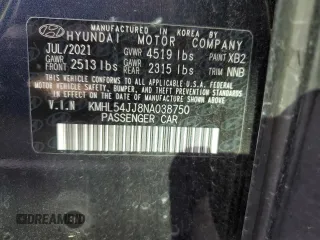 MANUFACTURED IN KOREA BY
HYUNDAI MOTOR COMPANY
JUL/2021 GVWR 4519 lbs PAINT XB2
GAWR FRONT 2513 lbs GAWR REAR 2315 lbs TRIM NNB
THIS VEHICLE CONFORMS TO ALL APPLICABLE U.S. FEDERAL
MOTOR VEHICLE SAFETY, BUMPER, AND THEFT PREVENTION STANDARDS
IN EFFECT ON THE DATE OF MANUFACTURE SHOWN ABOVE.
V.I.N KMHL54JJ8NA038750
PASSENGER CAR
DREAMBID